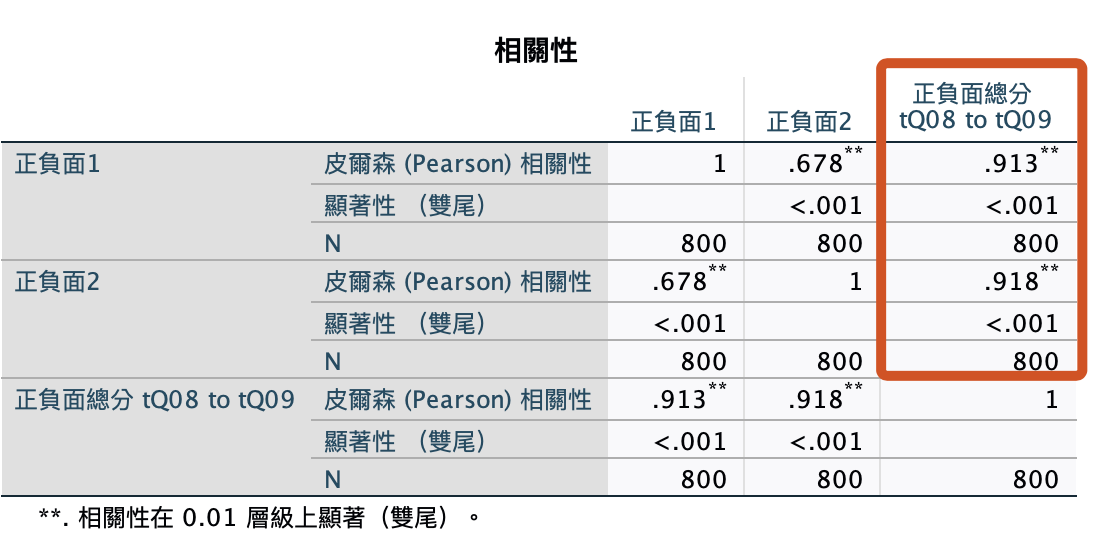 相關性
正負面1 正負面2 正負面總分 tQ08 to tQ09
正負面1 皮爾森 (Pearson) 相關性 1 .678** .913**
顯著性 （雙尾） <.001 <.001
N 800 800 800
正負面2 皮爾森 (Pearson) 相關性 .678** 1 .918**
顯著性 （雙尾） <.001 <.001
N 800 800 800
正負面總分 tQ08 to tQ09 皮爾森 (Pearson) 相關性 .913** .918** 1
顯著性 （雙尾） <.001 <.001
N 800 800 800
**. 相關性在 0.01 層級上顯著（雙尾）。